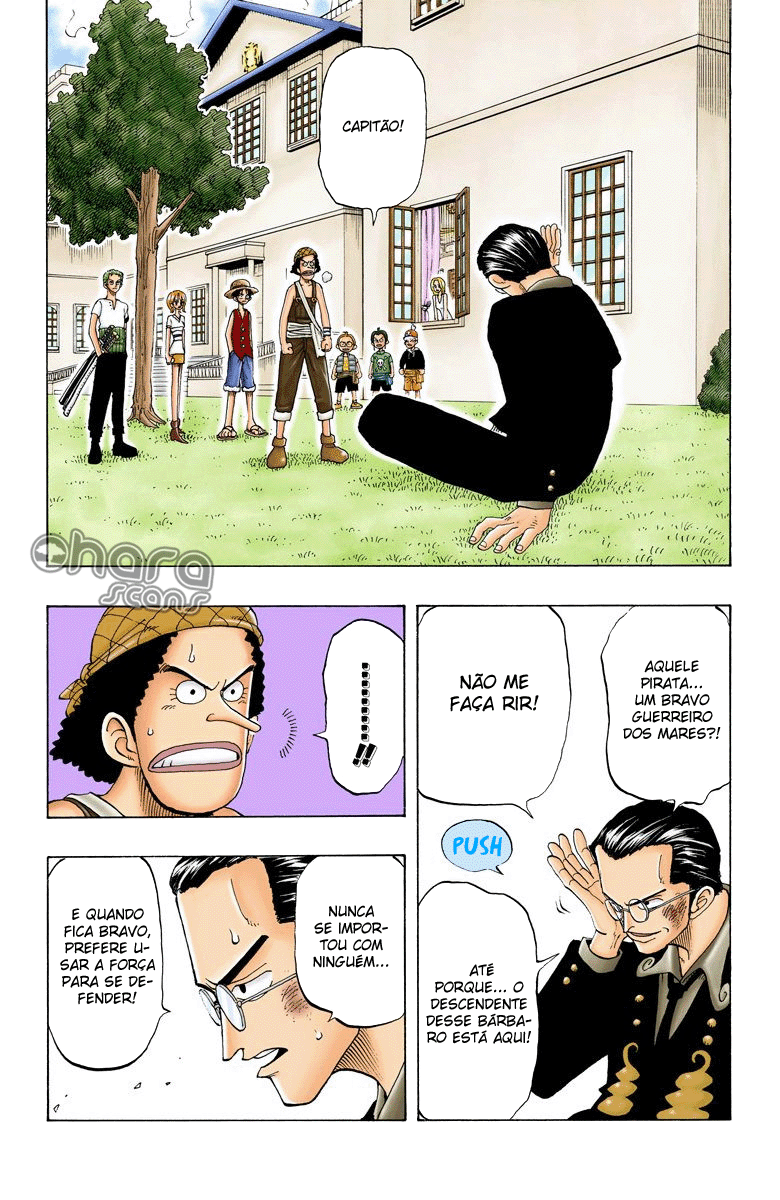 CAPITÃO!
Ohara
scans
AQUELE
PIRATA...
UM BRAVO
GUERREIRO
DOS MARES?!
NÃO ME
FAÇA RIR!
PUSH
ATÉ
PORQUE... O
DESCENDENTE
DESSE BÁRBA-
RO ESTÁ AQUI!
............!!
NUNCA
SE IMPOR-
TOU COM
NINGUÉM...
E QUANDO
FICA BRAVO,
PREFERE U-
SAR A FORÇA
PARA SE DE-
FENDER!